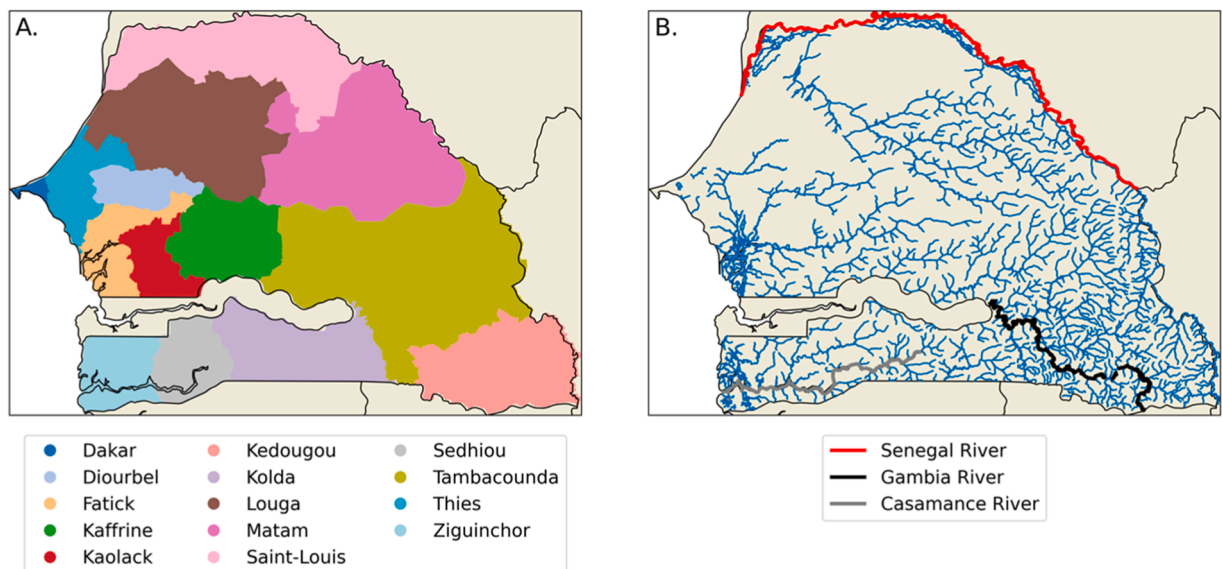 A.
B.
Dakar
Diourbel
Fatick
Kaffrine
Kaolack
Kedougou
Kolda
Louga
Matam
Saint-Louis
Sedhiou
Tambacounda
Thies
Ziguinchor
Senegal River
Gambia River
Casamance River